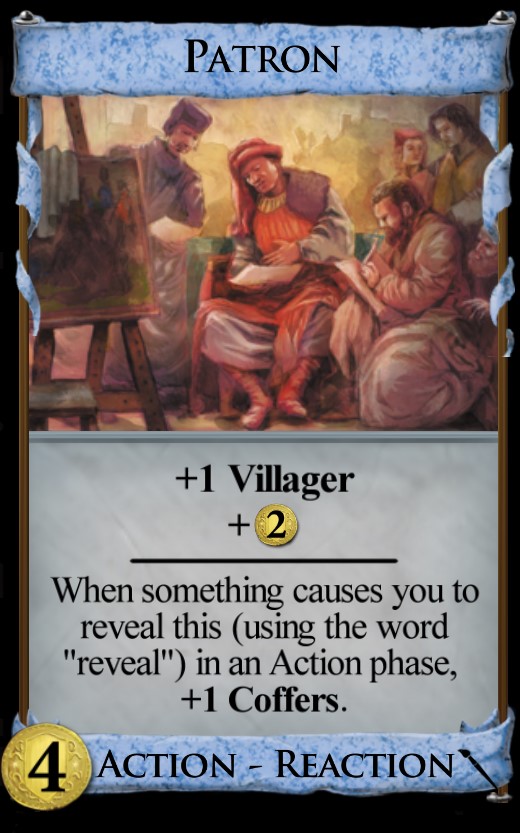 PATRON
+1 Villager
+2
When something causes you to
reveal this (using the word
"reveal") in an Action phase,
+1 Coffers.
4 ACTION - REACTION